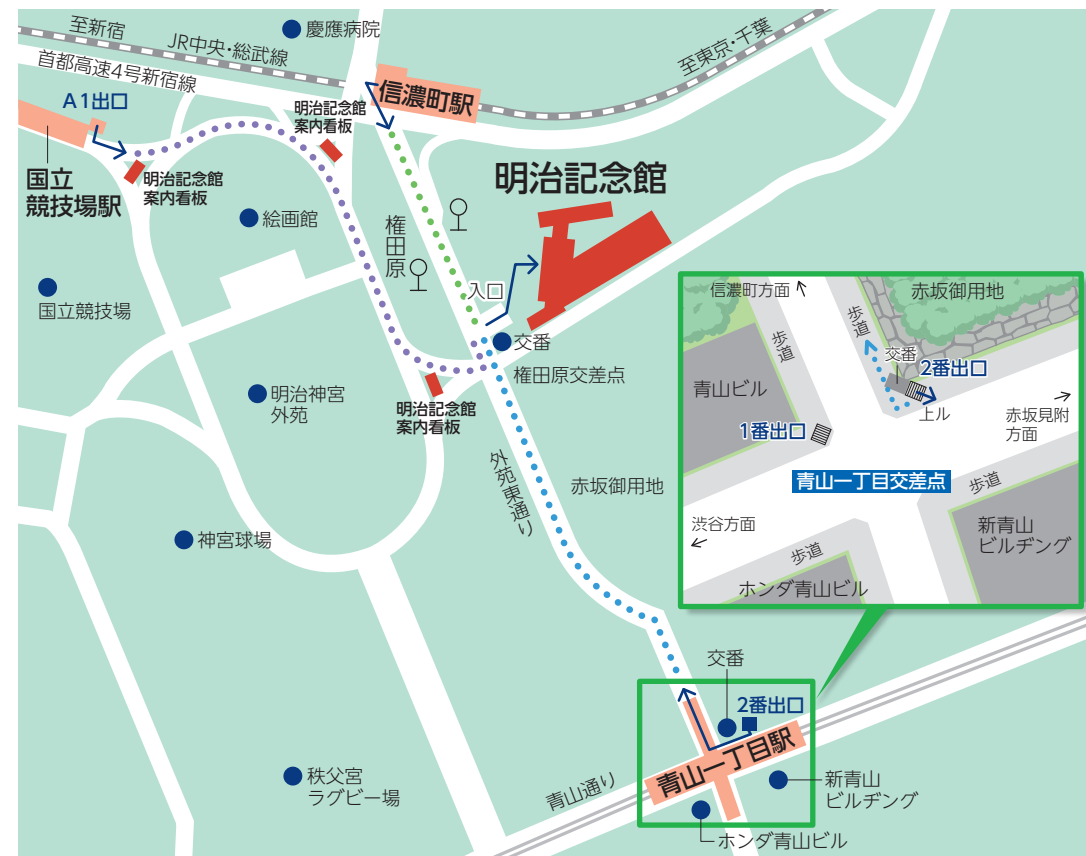 至新宿
慶應病院
JR中央・総武線
首都高速4号新宿線
至東京・千葉
A1出口
信濃町駅
明治記念館
案内看板
国立
競技場駅
明治記念館
案内看板
明治記念館
絵画館
権田原
国立競技場
入口
交番
権田原交差点
明治神宮
外苑
明治記念館
案内看板
外苑東通り
赤坂御用地
神宮球場
信濃町方面
赤坂御用地
歩道
歩道
交番
2番出口
青山ビル
上ル
赤坂見附
方面
1番出口
青山一丁目交差点
歩道
渋谷方面
新青山
ビルヂング
歩道
ホンダ青山ビル
交番
2番出口
青山一丁目駅
秩父宮
ラグビー場
青山通り
新青山
ビルヂング
ホンダ青山ビル